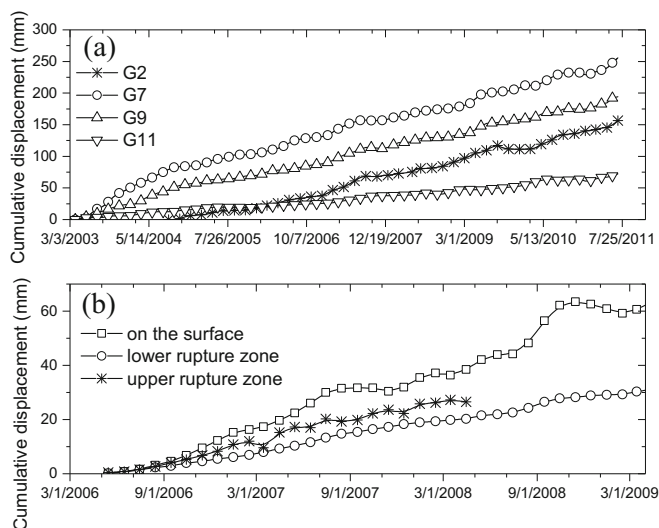 300
(a)
250
G2
200
G7
150
G9
100
G11
50
0
Cumulative displacement (mm)
3/3/2003 5/14/2004 7/26/2005 10/7/2006 12/19/2007 3/1/2009 5/13/2010 7/25/2011
(b)
60
on the surface
lower rupture zone
40
upper rupture zone
20
0
Cumulative displacement (mm)
3/1/2006 9/1/2006 3/1/2007 9/1/2007 3/1/2008 9/1/2008 3/1/2009